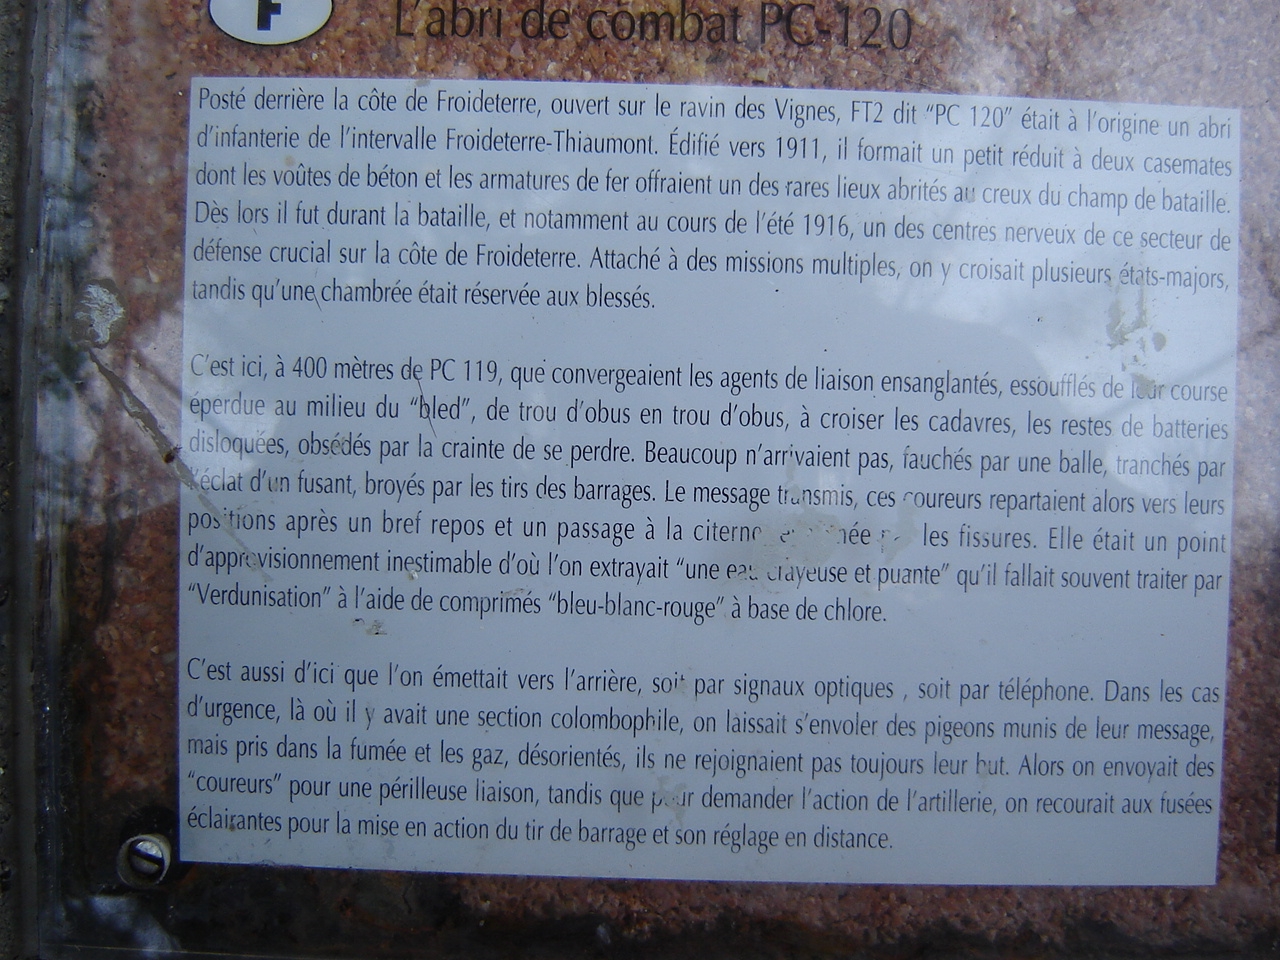 F
L'abri de combat PC-120
Posté derrière la côte de Froideterre, ouvert sur le ravin des Vignes, FT2 dit "PC 120" était à l'origine un abri
d'infanterie de l'intervalle Froideterre-Thiaumont. Édifié vers 1911, il formait un petit réduit à deux casemates
dont les voûtes de béton et les armatures de fer offraient un des rares lieux abrités au creux du champ de bataille.
Dès lors il fut durant la bataille, et notamment au cours de l'été 1916, un des centres nerveux de ce secteur de
défense crucial sur la côte de Froideterre. Attaché à des missions multiples, on y croisait plusieurs états-majors,
tandis qu'une chambrée était réservée aux blessés.
C'est ici, à 400 mètres de PC 119, que convergeaient les agents de liaison ensanglantés, essoufflés de leur course
éperdue au milieu du "bled", de trou d'obus en trou d'obus, à croiser les cadavres, les restes de batteries
disloquées, obsédés par la crainte de se perdre. Beaucoup n'arrivaient pas, fauchés par une balle, tranchés par
l'éclat d'un fusant, broyés par les tirs des barrages. Le message transmis, ces coureurs repartaient alors vers leurs
positions après un bref repos et un passage à la citerne les fissures. Elle était un point
d'approvisionnement inestimable d'où l'on extrayait "une eau crayeuse et puante" qu'il fallait souvent traiter par
"Verdunisation" à l'aide de comprimés "bleu-blanc-rouge" à base de chlore.
C'est aussi d'ici que l'on émettait vers l'arrière, soit par signaux optiques , soit par téléphone. Dans les cas
d'urgence, là où il y avait une section colombophile, on laissait s'envoler des pigeons munis de leur message,
mais pris dans la fumée et les gaz, désorientés, ils ne rejoignaient pas toujours leur but. Alors on envoyait des
"coureurs" pour une périlleuse liaison, tandis que pour demander l'action de l'artillerie, on recourait aux fusées
éclairantes pour la mise en action du tir de barrage et son réglage en distance.